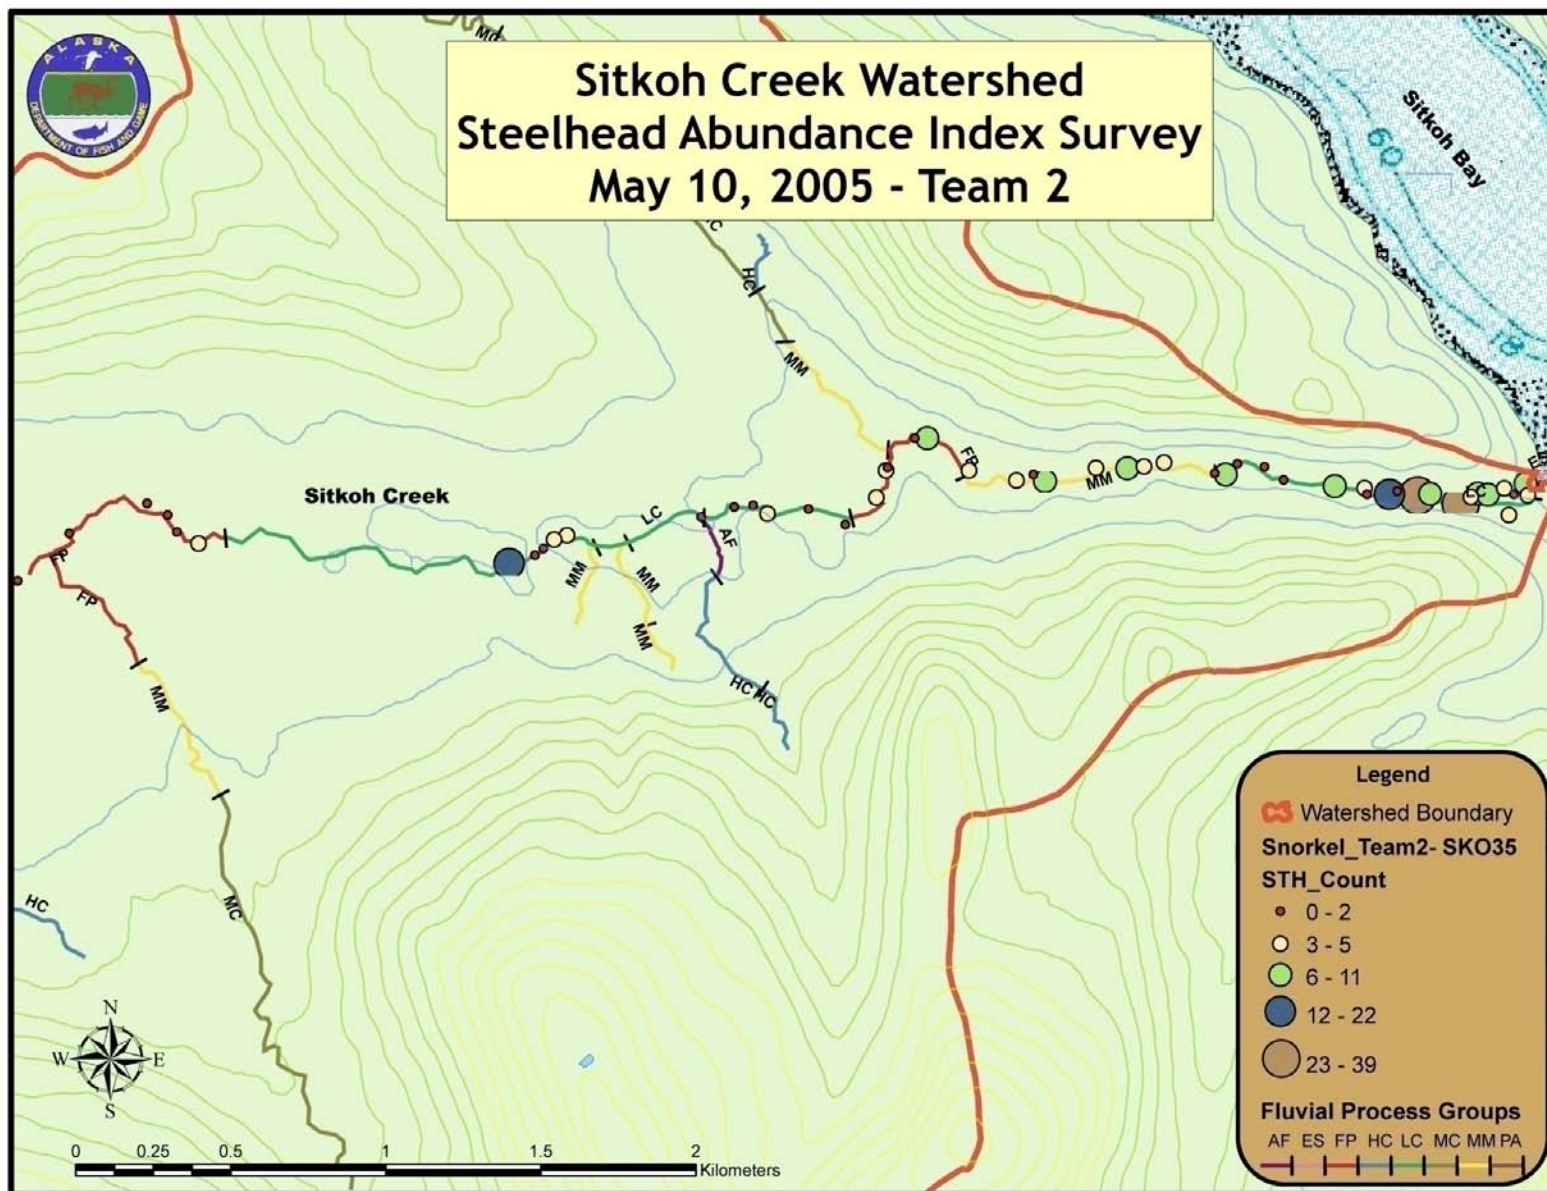 ALASKA
DEPARTMENT OF FISH AND GAME
Sitkoh Creek Watershed
Steelhead Abundance Index Survey
May 10, 2005 - Team 2
Sitkoh Bay
60
18
HC
MM
FP
MM
LC
Sitkoh Creek
LC
AF
MM
MM
MM
FP
FP
HC HC
MM
MC
HC
N
W E
S
0 0.25 0.5 1 1.5 2
Kilometers
Legend
Watershed Boundary
Snorkel_Team2- SKO35
STH_Count
0 - 2
3 - 5
6 - 11
12 - 22
23 - 39
Fluvial Process Groups
AF ES FP HC LC MC MM PA